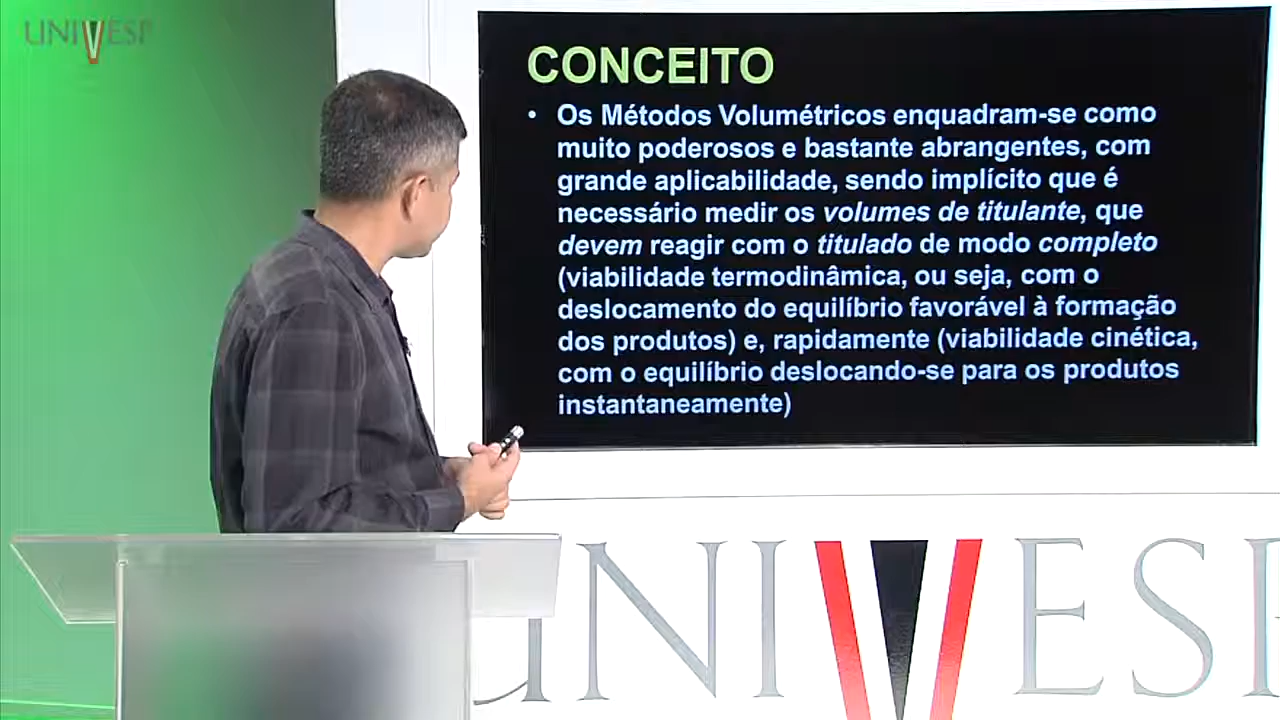 UNIVESP
CONCEITO
• Os Métodos Volumétricos enquadram-se como
muito poderosos e bastante abrangentes, com
grande aplicabilidade, sendo implícito que é
necessário medir os volumes de titulante, que
devem reagir com o titulado de modo completo
(viabilidade termodinâmica, ou seja, com o
deslocamento do equilíbrio favorável à formação
dos produtos) e, rapidamente (viabilidade cinética,
com o equilíbrio deslocando-se para os produtos
instantaneamente)
UNIVESP